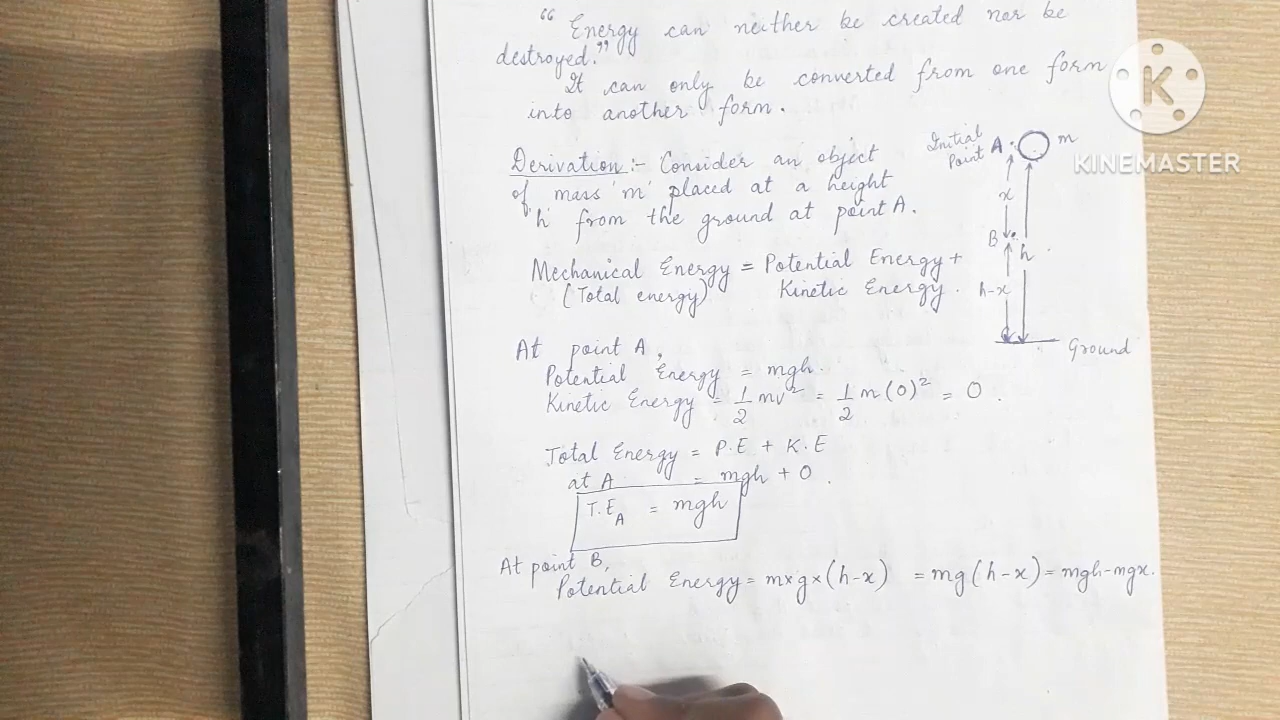 “Energy can neither be created nor be
destroyed.”
It can only be converted from one form
into another form.
Derivation :- Consider an object
of mass 'm' placed at a height
'h' from the ground at point A.
Mechanical Energy = Potential Energy +
(Total energy) Kinetic Energy.
At point A,
Potential Energy = mgh.
Kinetic Energy = 1/2 mv² = 1/2 m(0)² = 0.
Total Energy = P.E + K.E
at A = mgh + 0.
T.E_A = mgh
At point B,
Potential Energy = m×g×(h-x) = mg(h-x) = mgh-mgx.
Initial
Point A m
x
B
h
h-x
C
Ground
K
KINEMASTER